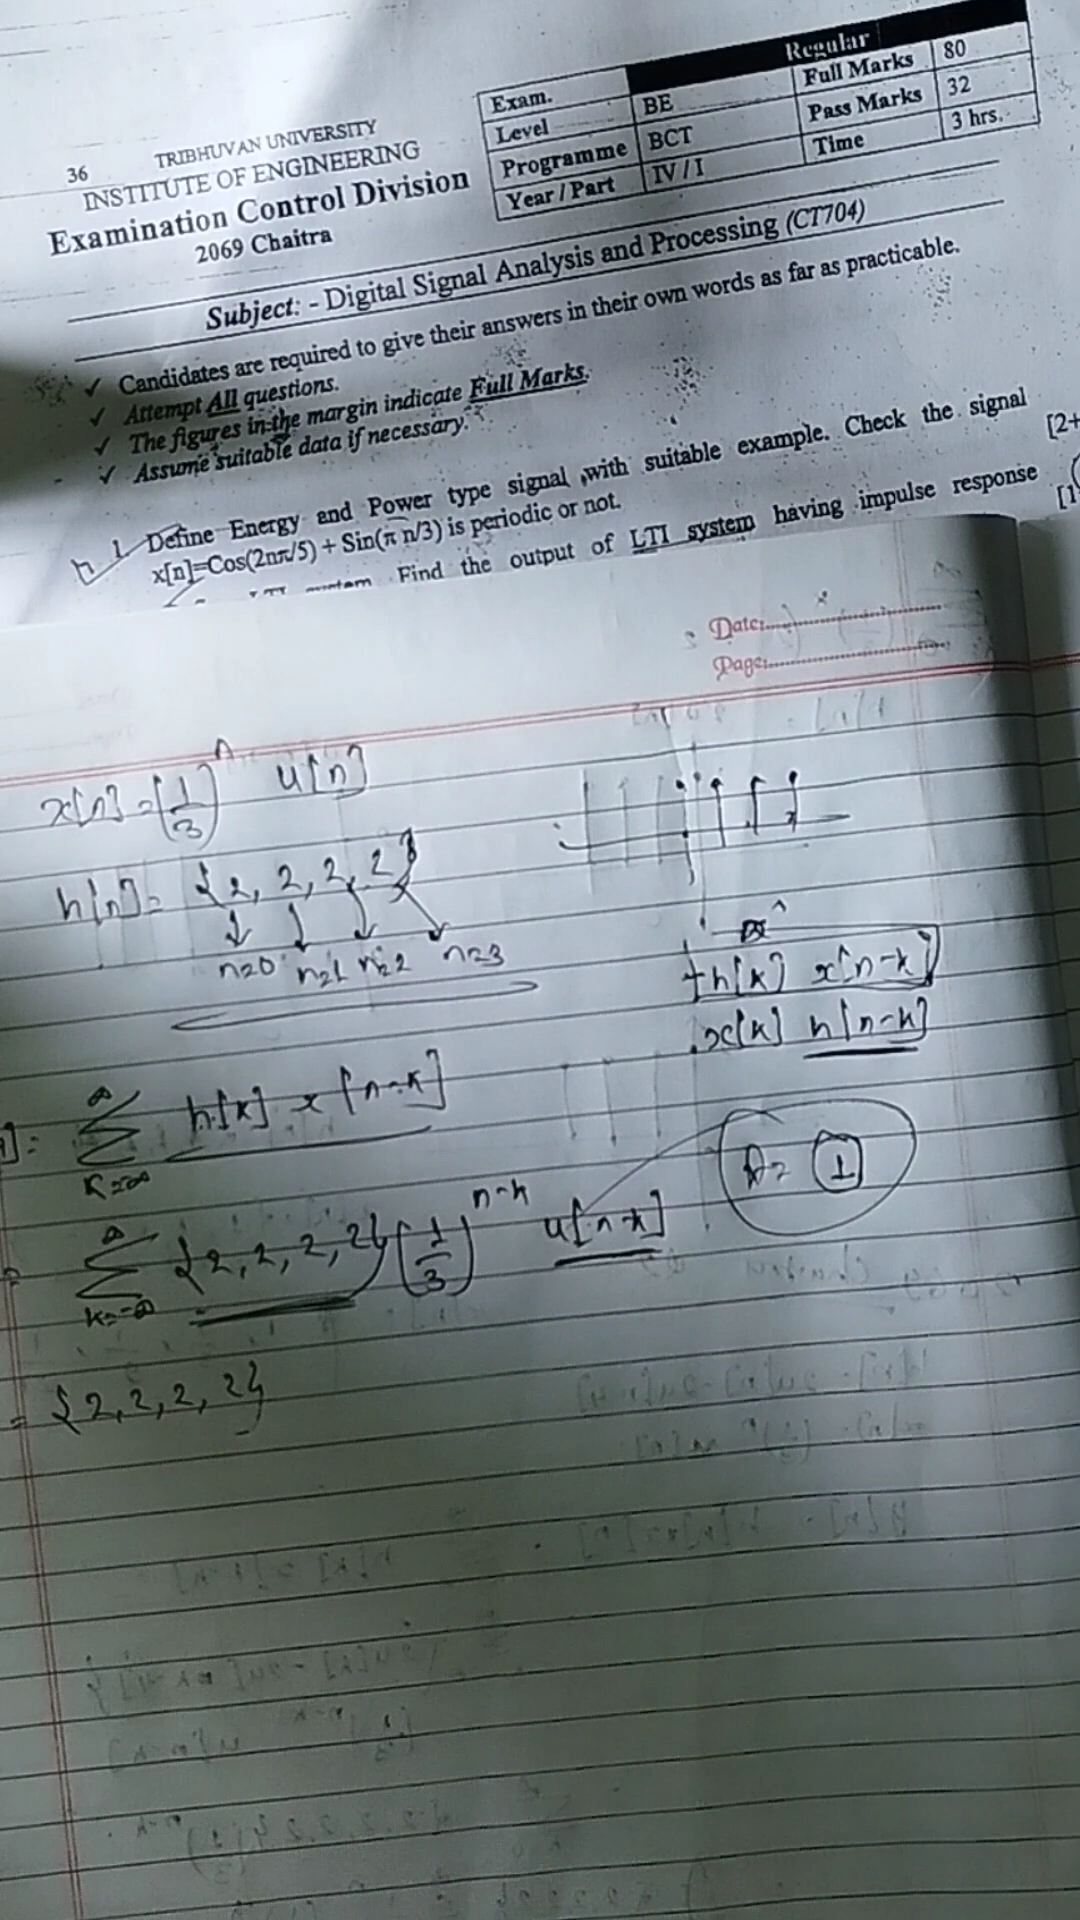 36
TRIBHUVAN UNIVERSITY
INSTITUTE OF ENGINEERING
Examination Control Division
2069 Chaitra
Exam. Regular
Level BE Full Marks 80
Programme BCT Pass Marks 32
Year / Part IV / I Time 3 hrs.
Subject: - Digital Signal Analysis and Processing (CT704)
✓ Candidates are required to give their answers in their own words as far as practicable.
✓ Attempt All questions.
✓ The figures in the margin indicate Full Marks.
✓ Assume suitable data if necessary.
1. Define Energy and Power type signal with suitable example. Check the signal [2+
x[n]=Cos(2nπ/5) + Sin(π n/3) is periodic or not.
Find the output of LTI system having impulse response [1
Date:
Page:
x[n] = (1/3)^n u[n]
h[n] = {2, 2, 2, 2}
n=0 n=1 n=2 n=3
h[k] x[n-k]
x[k] h[n-k]
]: ∑ k=-∞ ∞ h[k] x[n-k]
∑ k=-∞ ∞ {2, 2, 2, 2} (1/3)^n-k u[n-k]
= {2, 2, 2, 2}